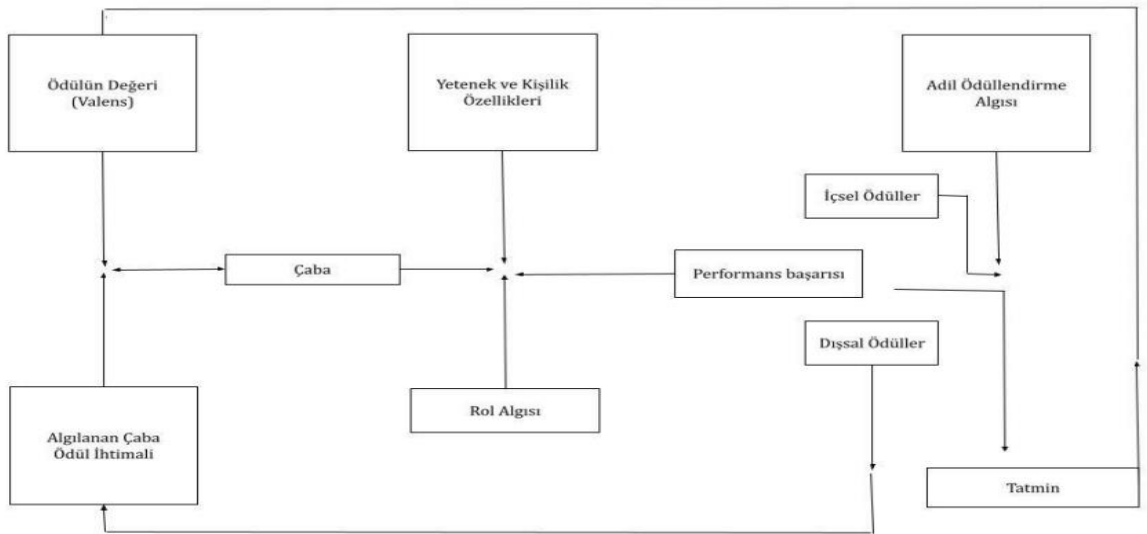 Ödülün Değeri
(Valens)
Yetenek ve Kişilik
Özellikleri
Adil Ödüllendirme
Algısı
İçsel Ödüller
Çaba
Performans başarısı
Dışsal Ödüller
Rol Algısı
Algılanan Çaba
Ödül İhtimali
Tatmin